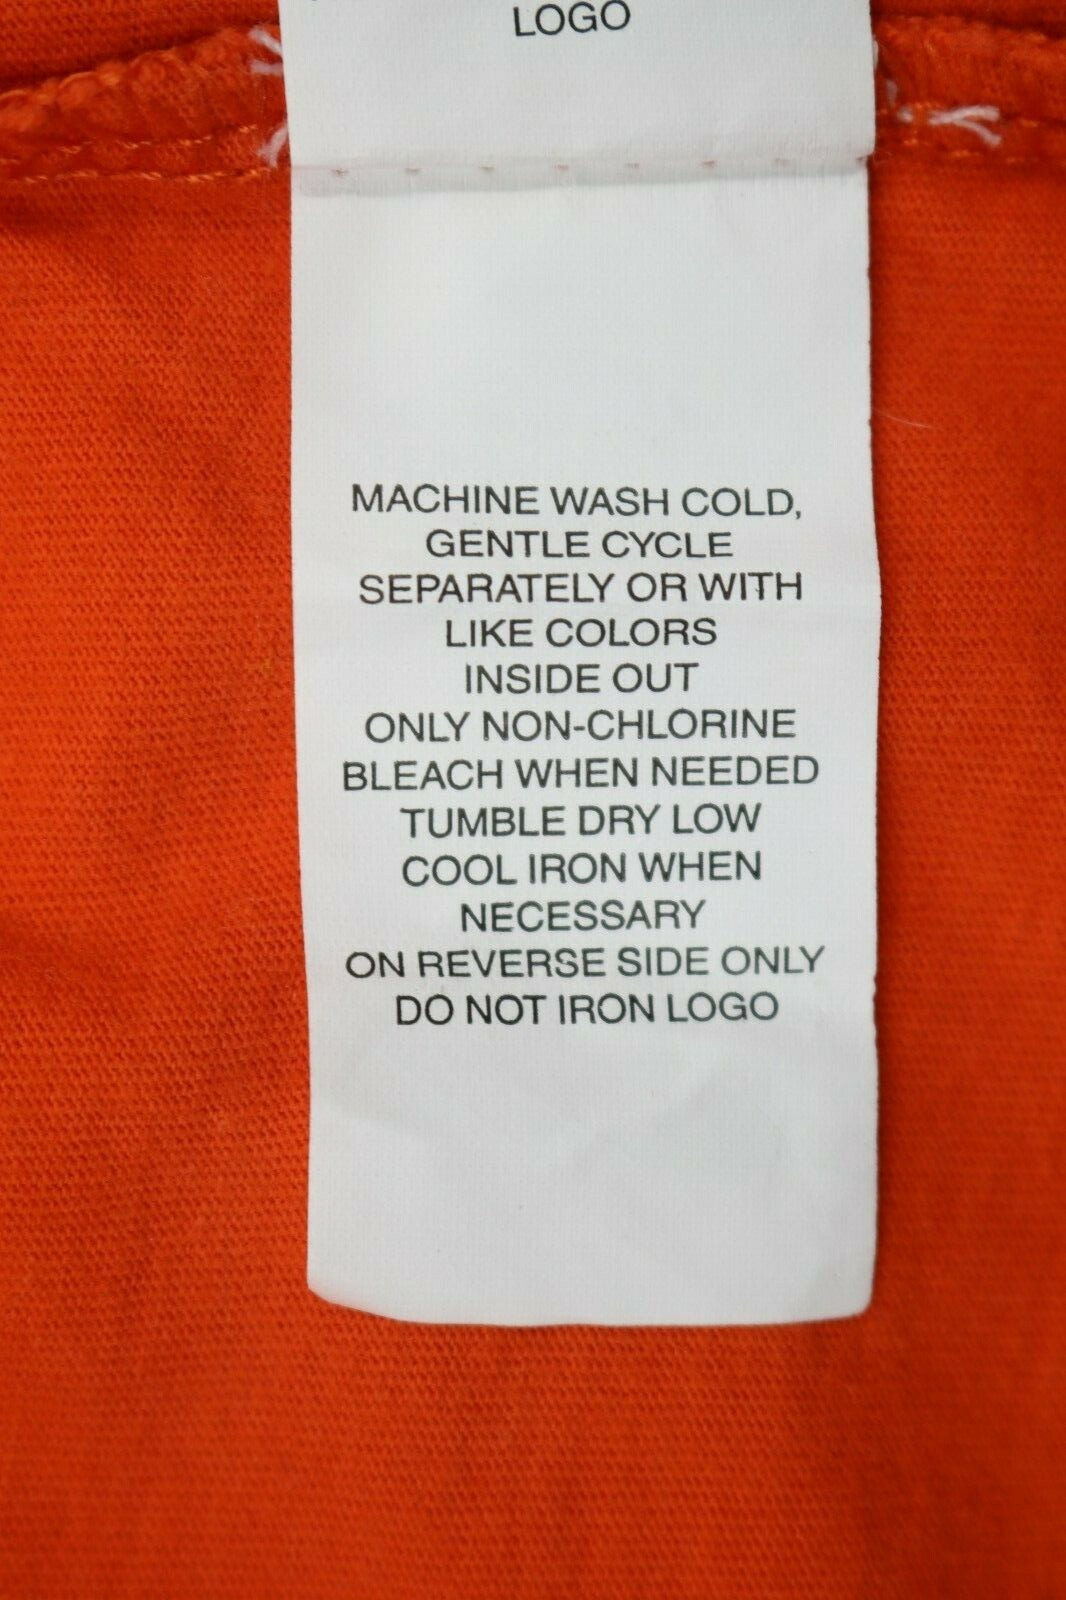 LOGO
MACHINE WASH COLD,
GENTLE CYCLE
SEPARATELY OR WITH
LIKE COLORS
INSIDE OUT
ONLY NON-CHLORINE
BLEACH WHEN NEEDED
TUMBLE DRY LOW
COOL IRON WHEN
NECESSARY
ON REVERSE SIDE ONLY
DO NOT IRON LOGO